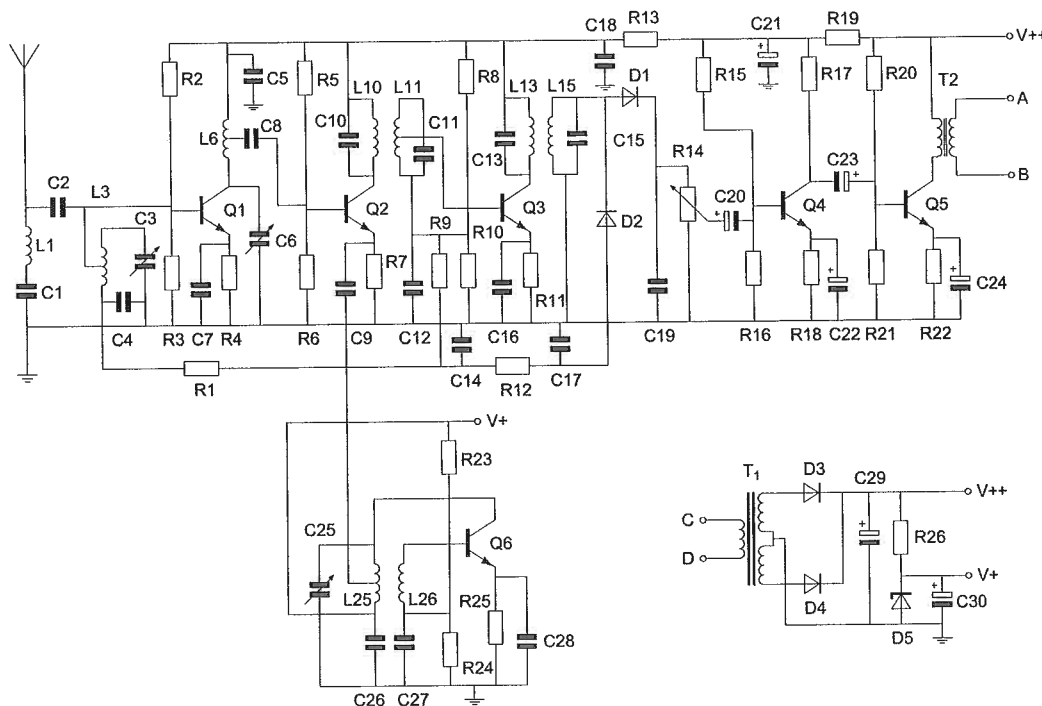 C18 R13 C21 R19
V++
R2 C5 R5 L10 R8 L13 L15 D1 R15 R17 R20 T2
L11
C8
L6
C10 C11 C15 A
C13
C2 L3 R14 C23
B
C3 Q1 Q2 Q3 C20 Q4 Q5
C6 R9 D2
R10
L1
R7
C1 R11 C24
C4 R3 C7 R4 R6 C9 C12 C16 C19 R16 R18 C22 R21 R22
C14 C17
R1 R12
V+
R23
T1 D3 C29 V++
C25 C
Q6 R26
D
V+
L25 L26 R25 D4 C30
D5
C28
R24
C26 C27